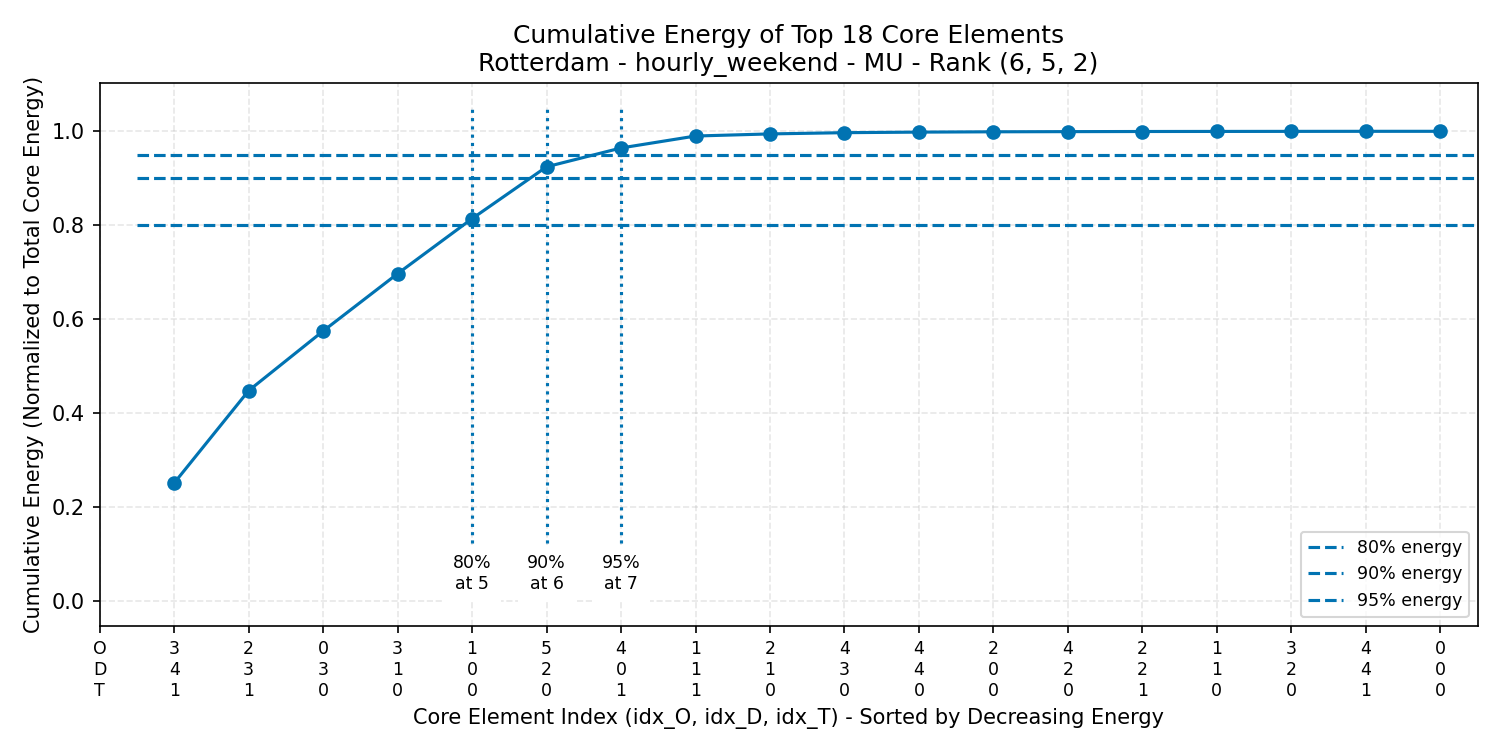 Cumulative Energy of Top 18 Core Elements
Rotterdam - hourly_weekend - MU - Rank (6, 5, 2)
Cumulative Energy (Normalized to Total Core Energy)
1.0
0.8
0.6
0.4
0.2
0.0
80%
at 5
90%
at 6
95%
at 7
80% energy
90% energy
95% energy
O 3 2 0 3 1 5 4 1 2 4 4 2 4 2 1 3 4 0
D 4 3 3 1 0 2 0 1 1 3 4 0 2 2 1 2 4 0
T 1 1 0 0 0 0 1 1 0 0 0 0 0 1 0 0 1 0
Core Element Index (idx_O, idx_D, idx_T) - Sorted by Decreasing Energy